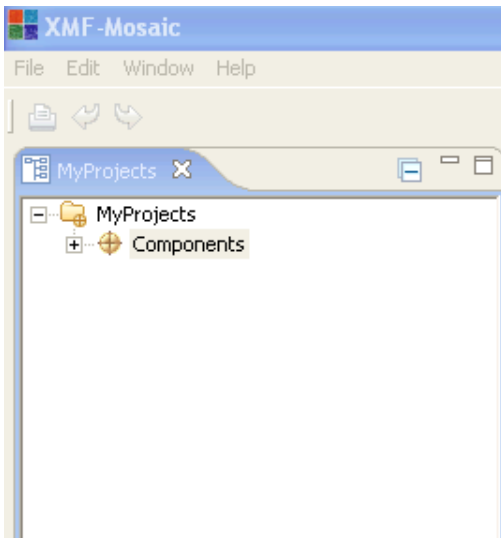 XMF-Mosaic
File Edit Window Help
MyProjects
MyProjects
Components